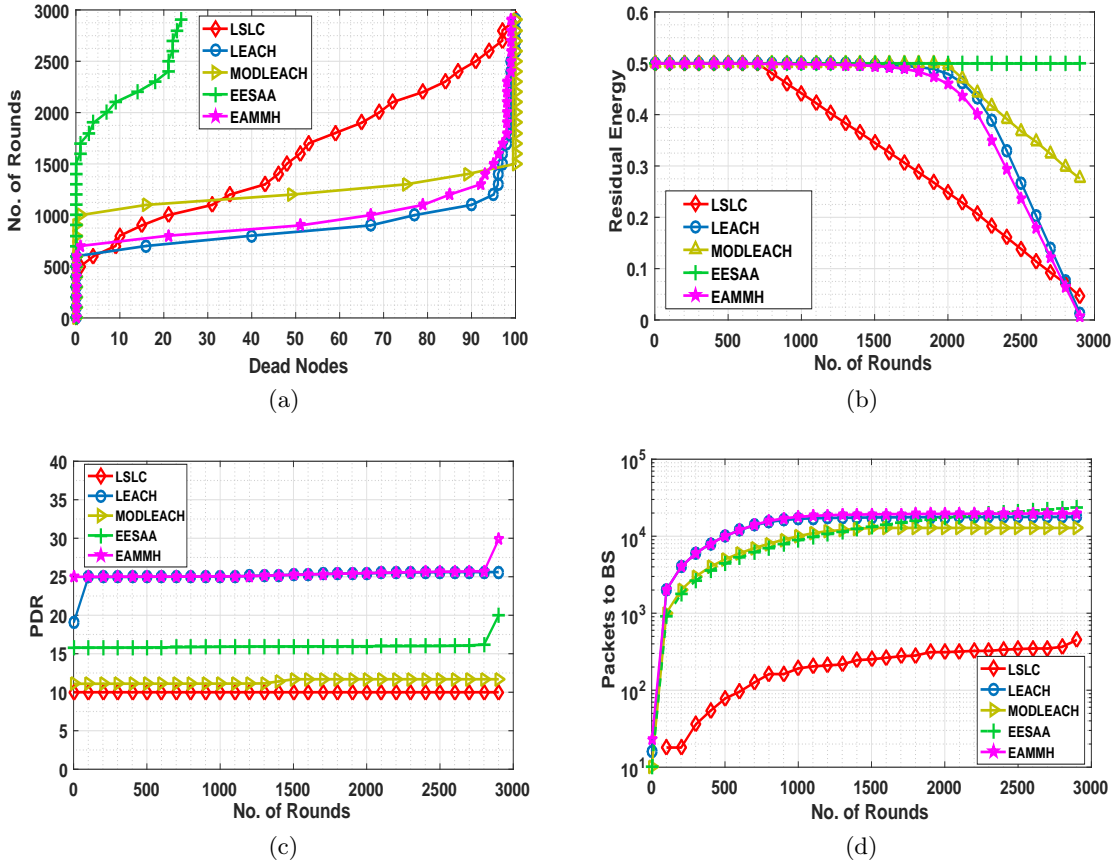 3000
2500
2000
1500
1000
500
0
No. of Rounds
LSLC
LEACH
MODLEACH
EESAA
EAMMH
0 10 20 30 40 50 60 70 80 90 100
Dead Nodes
(a)
0.6
0.5
0.4
0.3
0.2
0.1
0
Residual Energy
LSLC
LEACH
MODLEACH
EESAA
EAMMH
0 500 1000 1500 2000 2500 3000
No. of Rounds
(b)
40
35
30
25
20
15
10
5
0
PDR
LSLC
LEACH
MODLEACH
EESAA
EAMMH
0 500 1000 1500 2000 2500 3000
No. of Rounds
(c)
10^5
10^4
10^3
10^2
10^1
Packets to BS
LSLC
LEACH
MODLEACH
EESAA
EAMMH
0 500 1000 1500 2000 2500 3000
No. of Rounds
(d)